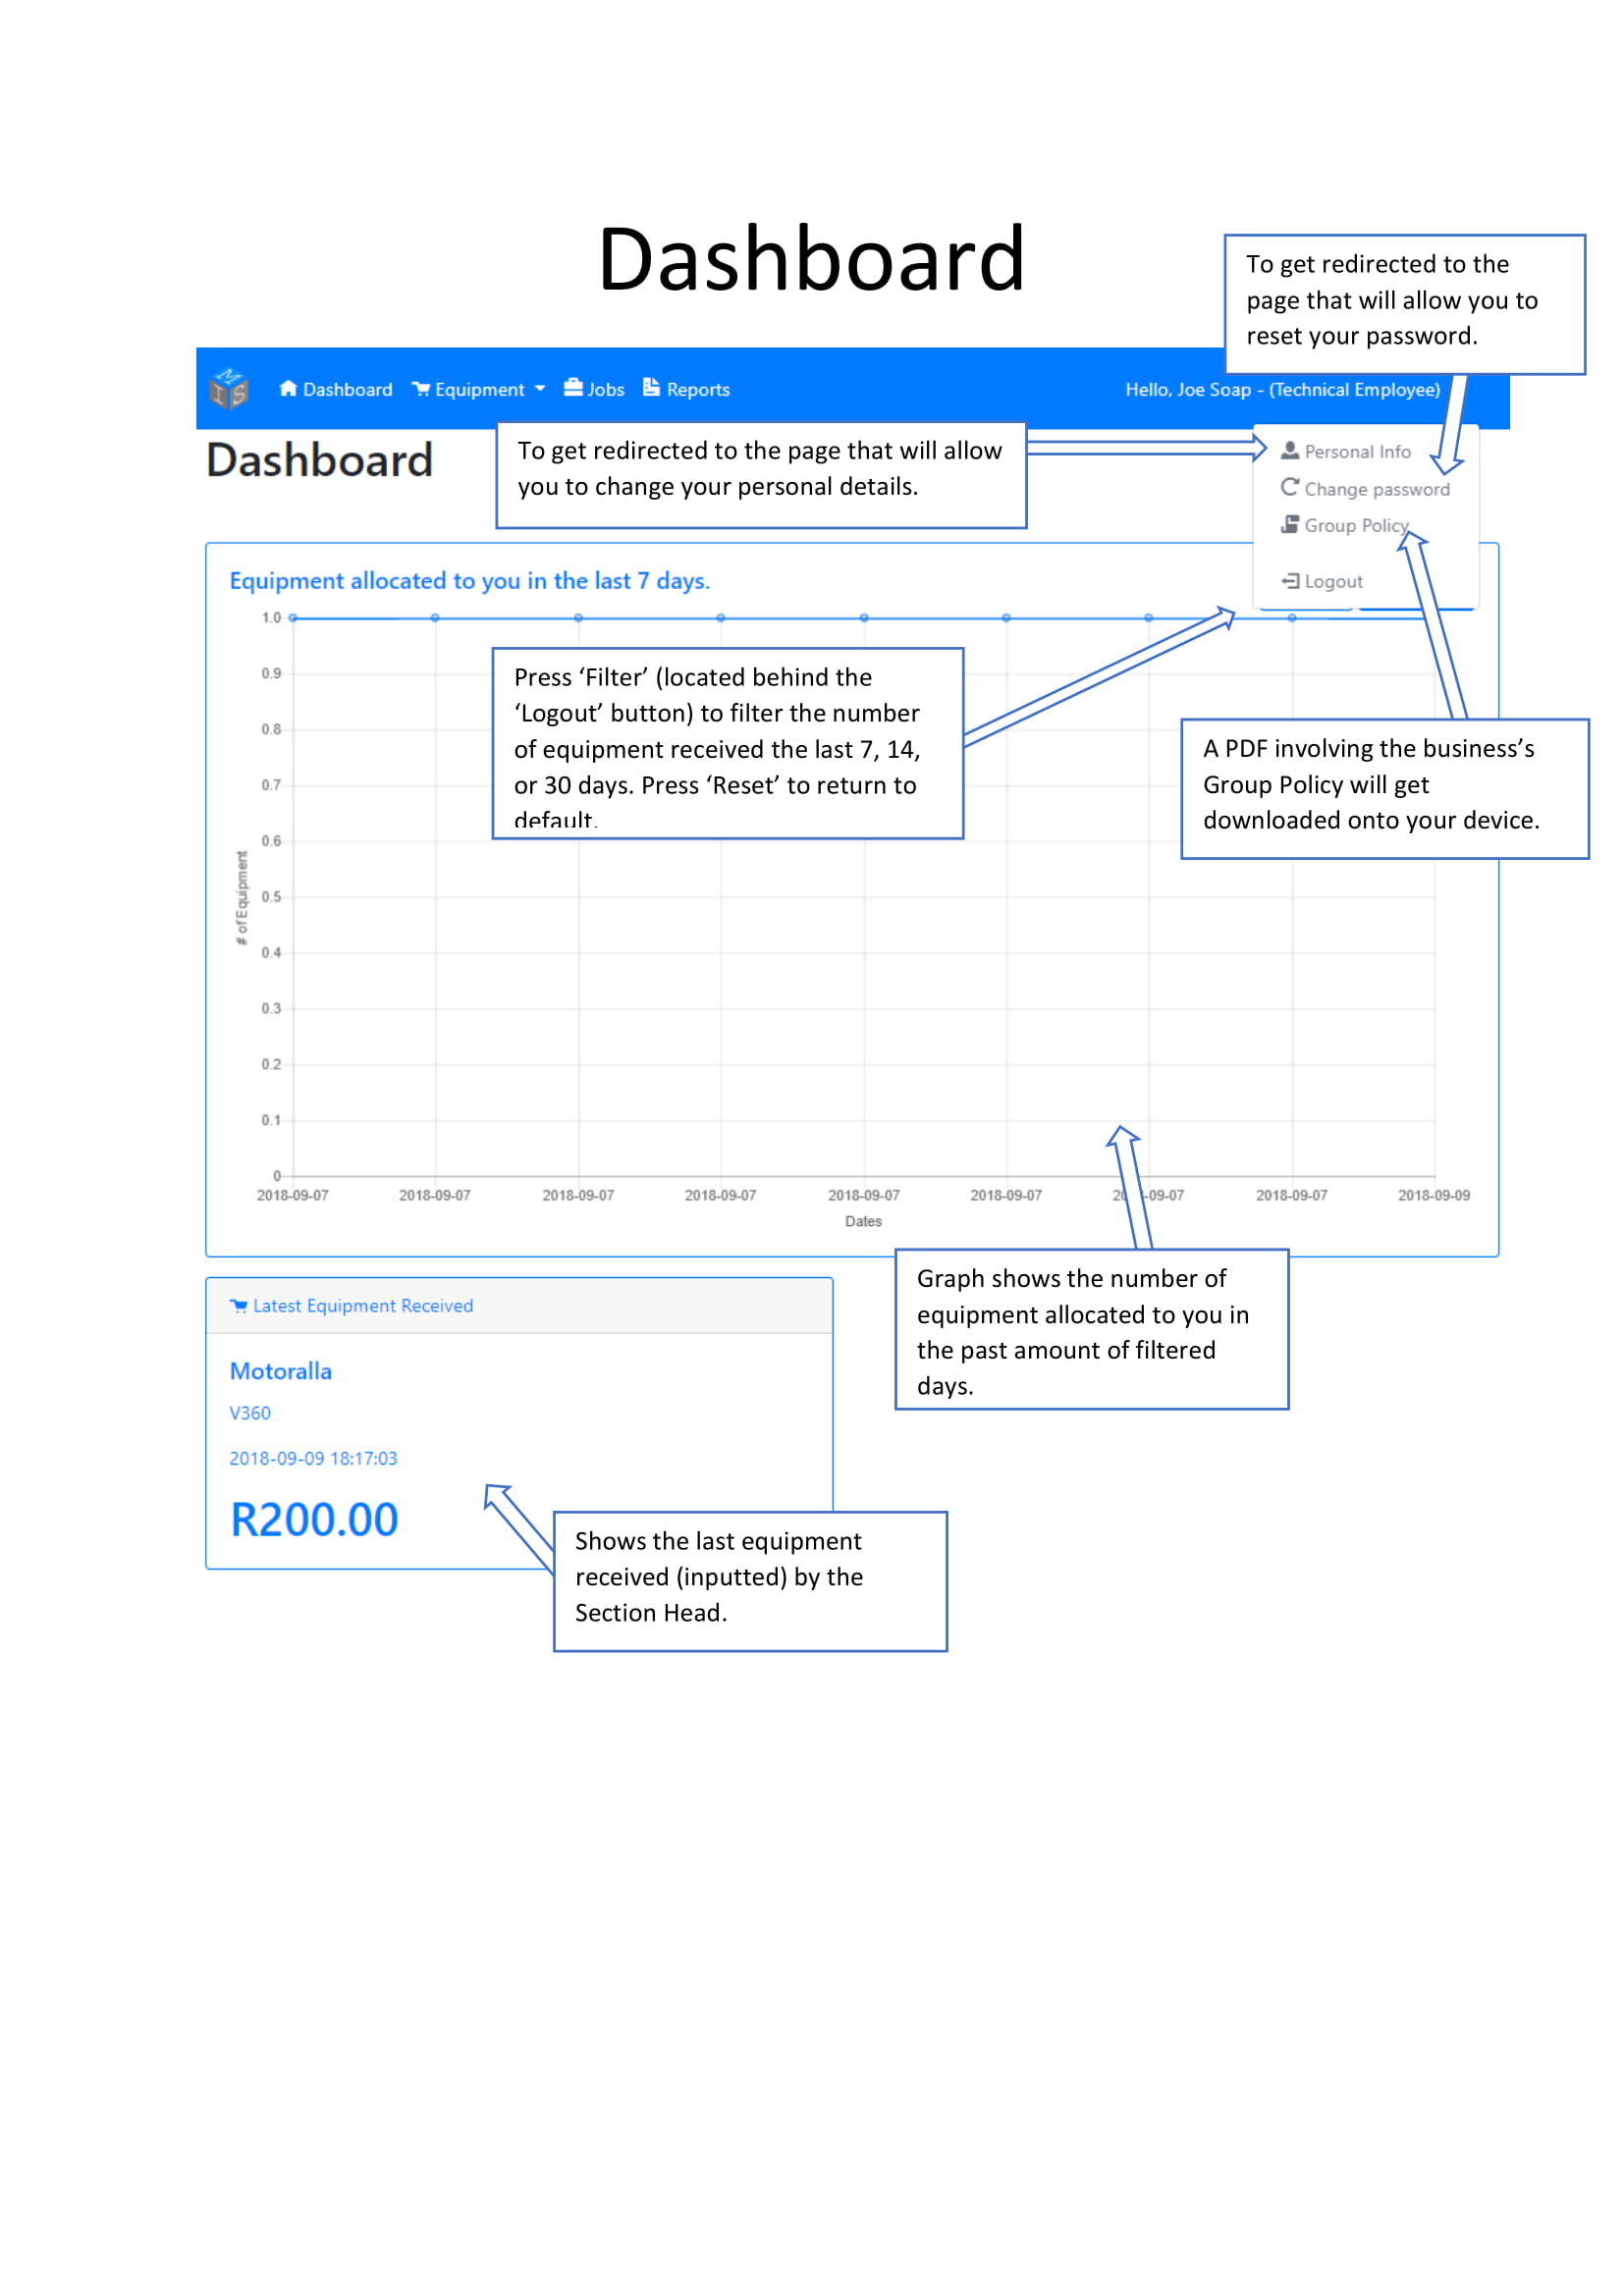 Dashboard
To get redirected to the
page that will allow you to
reset your password.
MIS
Dashboard Equipment Jobs Reports
Hello, Joe Soap - (Technical Employee)
Dashboard
To get redirected to the page that will allow
you to change your personal details.
Personal Info
Change password
Group Policy
Logout
Equipment allocated to you in the last 7 days.
1.0
0.9
0.8
0.7
0.6
0.5
0.4
0.3
0.2
0.1
0
# of Equipment
Press ‘Filter’ (located behind the
‘Logout’ button) to filter the number
of equipment received the last 7, 14,
or 30 days. Press ‘Reset’ to return to
default.
A PDF involving the business’s
Group Policy will get
downloaded onto your device.
2018-09-07 2018-09-07 2018-09-07 2018-09-07 2018-09-07 2018-09-07 -09-07 2018-09-07 2018-09-09
Dates
Graph shows the number of
equipment allocated to you in
the past amount of filtered
days.
Latest Equipment Received
Motoralla
V360
2018-09-09 18:17:03
R200.00
Shows the last equipment
received (inputted) by the
Section Head.